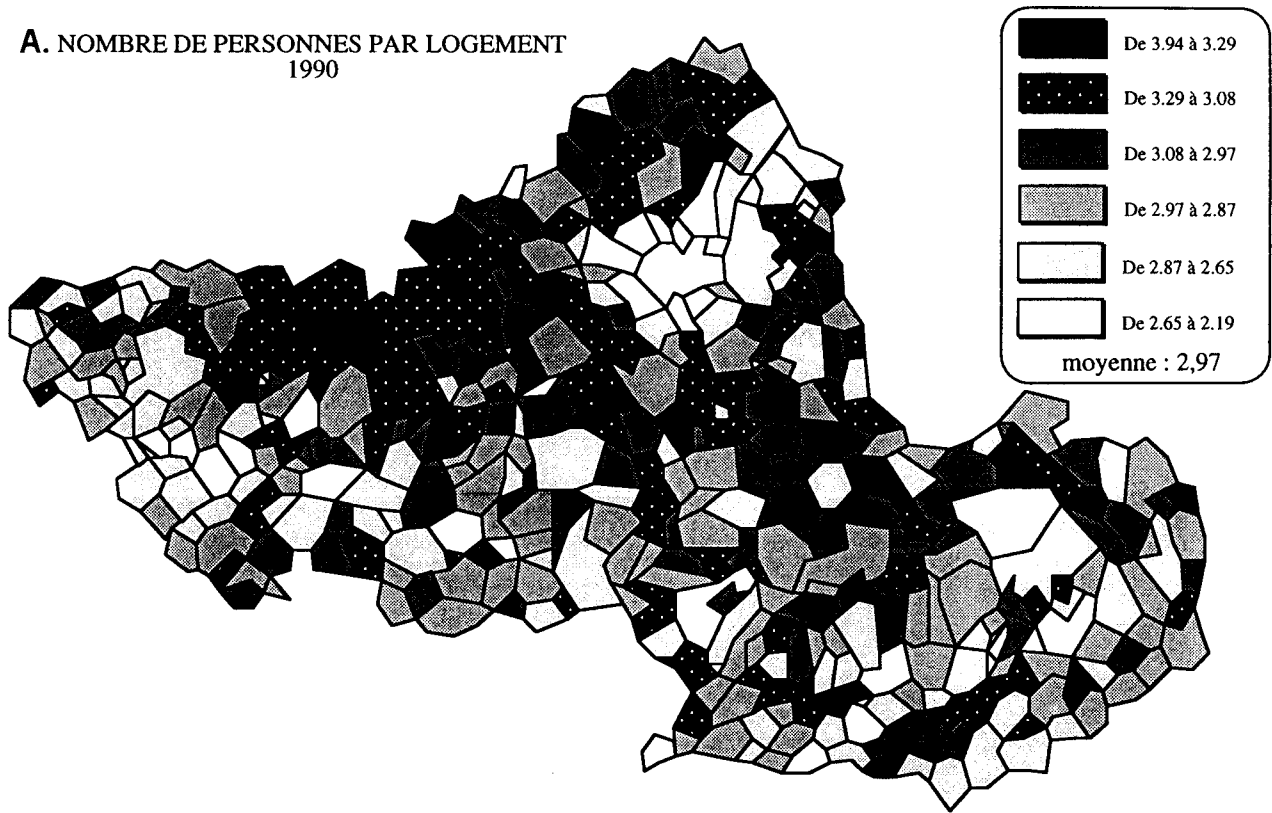 A. NOMBRE DE PERSONNES PAR LOGEMENT
1990
De 3.94 à 3.29
De 3.29 à 3.08
De 3.08 à 2.97
De 2.97 à 2.87
De 2.87 à 2.65
De 2.65 à 2.19
moyenne : 2,97